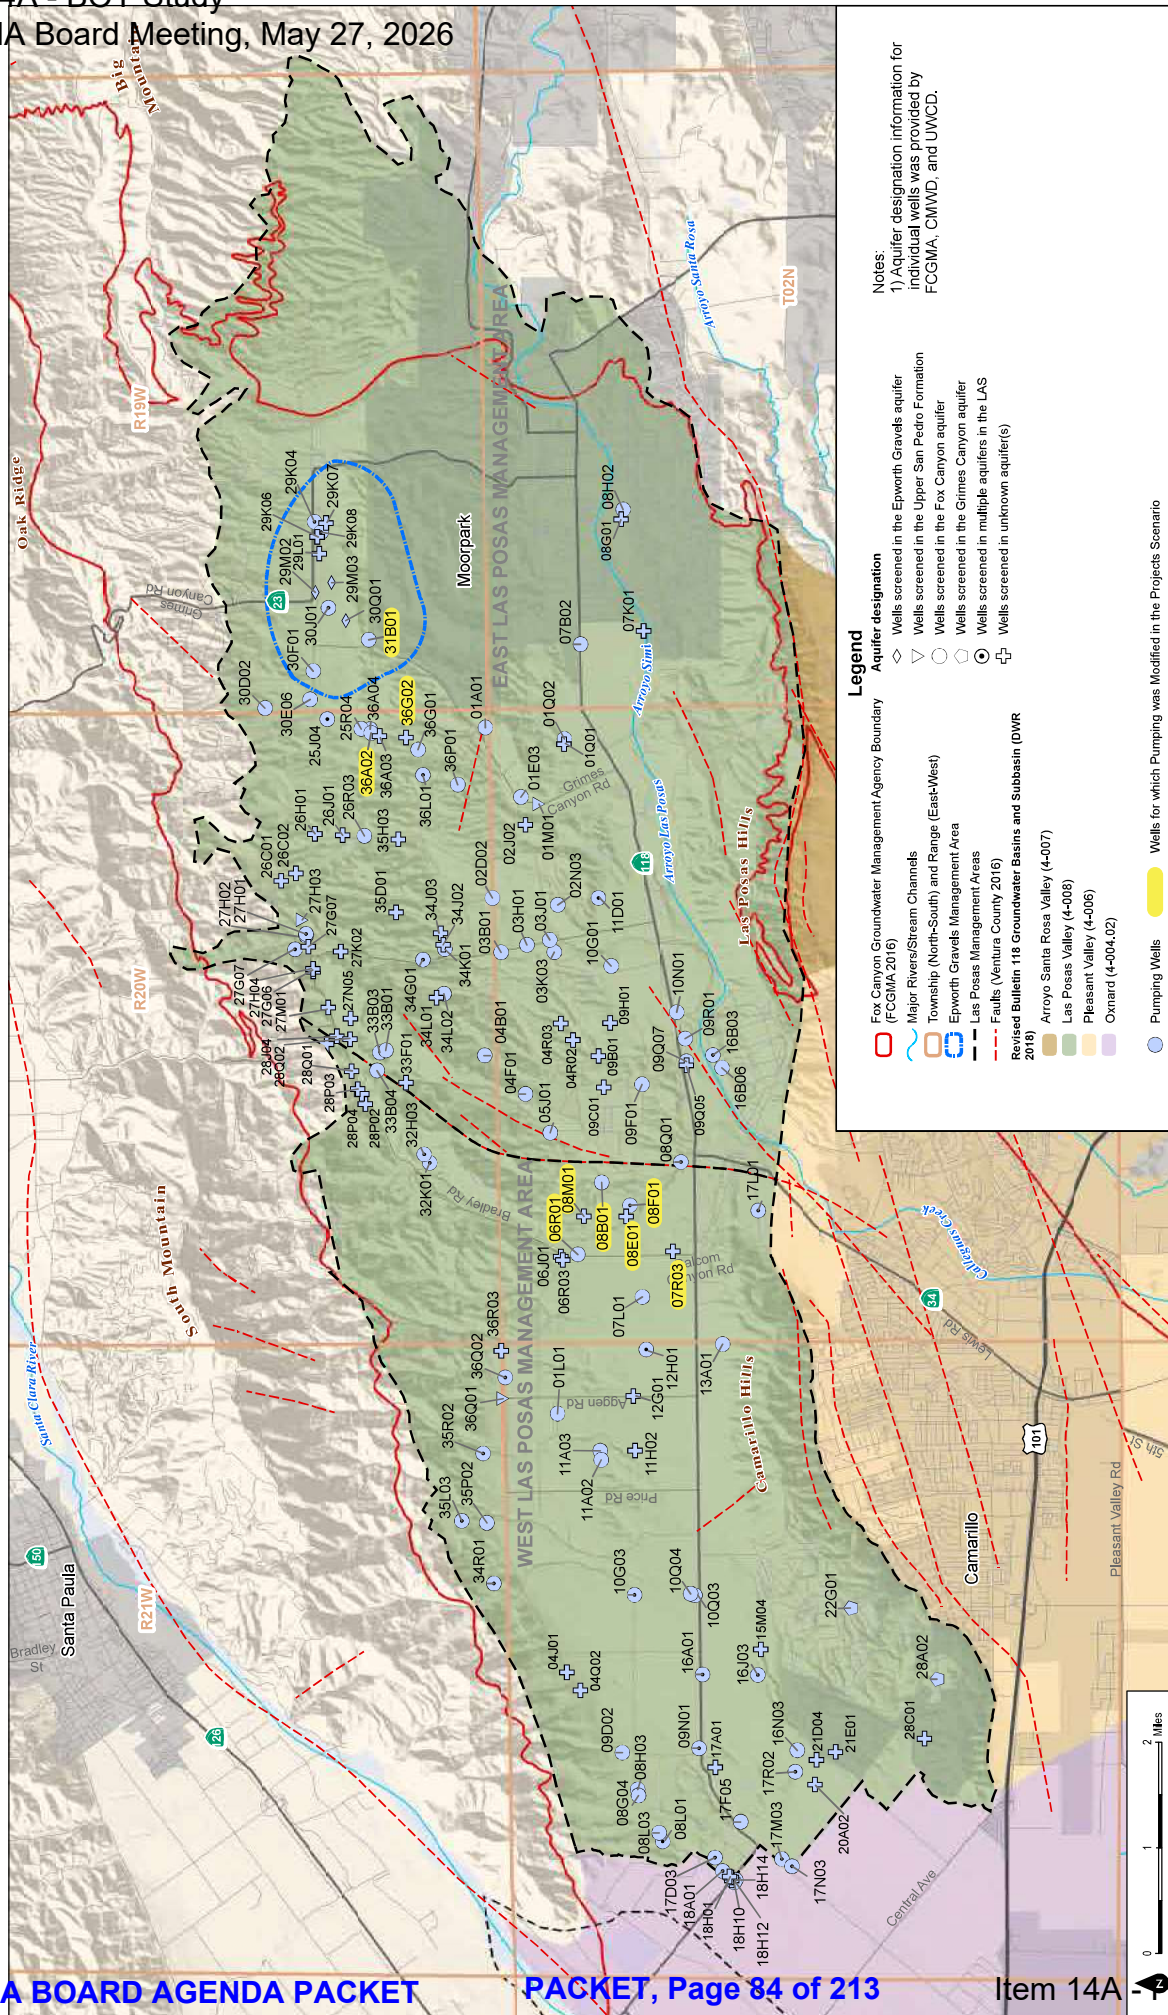 4A - BOT Study
MA Board Meeting, May 27, 2026
Big
Mountain
Oak Ridge
South Mountain
Las Posas Hills
Camarillo Hills
R19W
R20W
R21W
T02N
Santa Clara River
Arroyo Santa Rosa
Arroyo Simi
Arroyo Las Posas
Calleguas Creek
EAST LAS POSAS MANAGEMENT AREA
WEST LAS POSAS MANAGEMENT AREA
Moorpark
Santa Paula
Camarillo
Grimes
Canyon Rd
Grimes
Canyon Rd
Bradley Rd
Balcom
Canyon Rd
Aggen Rd
Price Rd
Lewis Rd
5th St
Pleasant Valley Rd
Central Ave
Bradley
St
23
118
34
101
150
126
29K06
29K04
29K07
29M02
29L01
29K08
29M03
30J01
30Q01
31B01
30F01
30D02
30E06
25J04
25R04
36A04
36A02
36A03
36G02
36G01
36L01
36P01
01A01
26H01
26J01
26R03
35H03
26C01
26C02
27H02
27H01
27H03
27G07
27K02
27G07
27H04
27G06
27M01
27N05
28J04
28Q02
28Q01
28P03
28P04
28P02
33B03
33B01
33B04
33F01
32H03
32K01
35D01
34J03
34J02
34K01
34G01
34L01
34L02
02D02
03B01
03H01
03J01
03K03
02N03
02J02
01M01
01E03
01Q02
01Q01
07B02
07K01
08G01
08H02
11D01
10G01
10N01
09R01
16B03
16B06
09Q07
09Q05
09H01
09B01
04R03
04R02
04B01
04F01
05J01
09C01
09F01
08Q01
17L01
08M01
06R01
08B01
08E01
08F01
07R03
06J01
06R03
07L01
36R03
36Q02
36Q01
01L01
12H01
12G01
13A01
35R02
35P02
35L03
34R01
11A03
11A02
11H02
10G03
10Q04
10Q03
22G01
28A02
28C01
04J01
04Q02
16A01
15M04
16J03
09D02
08H03
08G04
08L03
08L01
09N01
17A01
16N03
21D04
21E01
17R02
20A02
17F05
17M03
17N03
17D03
18A01
18H01
18H10
18H12
18H14
Legend
Fox Canyon Groundwater Management Agency Boundary
(FCGMA 2016)
Major Rivers/Stream Channels
Township (North-South) and Range (East-West)
Epworth Gravels Management Area
Las Posas Management Areas
Faults (Ventura County 2016)
Revised Bulletin 118 Groundwater Basins and Subbasin (DWR
2018)
Arroyo Santa Rosa Valley (4-007)
Las Posas Valley (4-008)
Pleasant Valley (4-006)
Oxnard (4-004.02)
Pumping Wells
Wells for which Pumping was Modified in the Projects Scenario
Aquifer designation
Wells screened in the Epworth Gravels aquifer
Wells screened in the Upper San Pedro Formation
Wells screened in the Fox Canyon aquifer
Wells screened in the Grimes Canyon aquifer
Wells screened in multiple aquifers in the LAS
Wells screened in unknown aquifer(s)
Notes:
1) Aquifer designation information for
individual wells was provided by
FCGMA, CMWD, and UWCD.
0 1 2 Miles
N
A BOARD AGENDA PACKET
PACKET, Page 84 of 213
Item 14A -